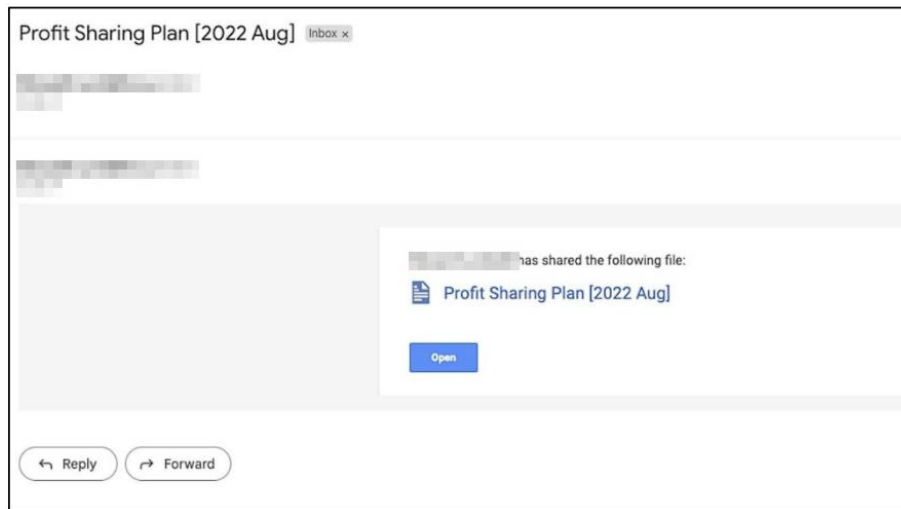 Profit Sharing Plan [2022 Aug] Inbox ×
has shared the following file:
Profit Sharing Plan [2022 Aug]
Open
Reply Forward